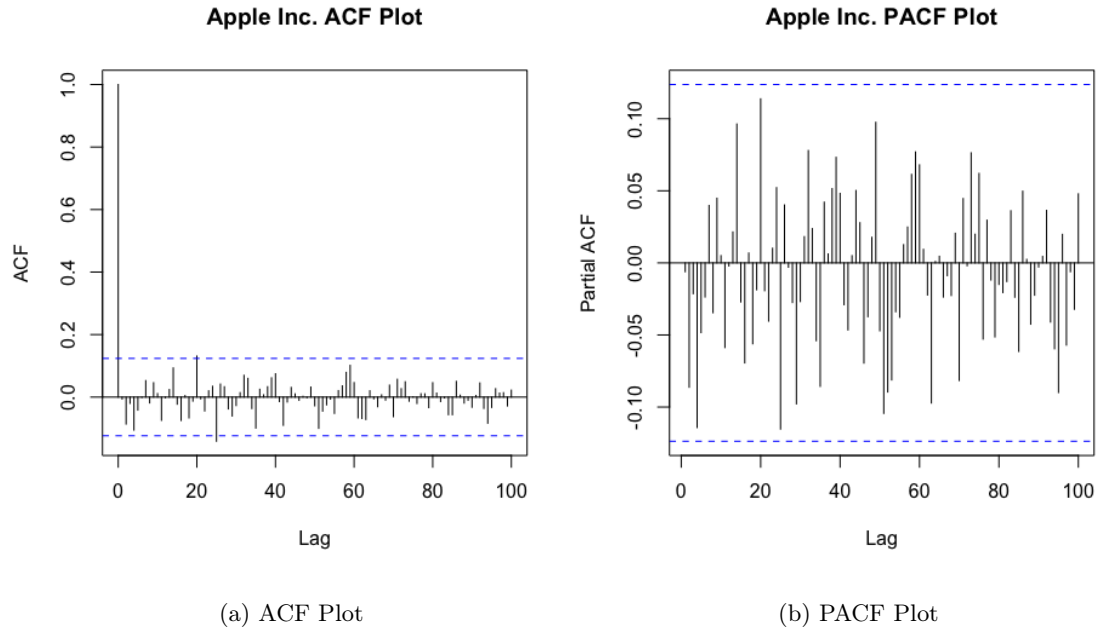 Apple Inc. ACF Plot
Apple Inc. PACF Plot
ACF
1.0
0.8
0.6
0.4
0.2
0.0
0
20
40
60
80
100
Lag
Partial ACF
0.10
0.05
0.00
-0.05
-0.10
0
20
40
60
80
100
Lag
(a) ACF Plot
(b) PACF Plot